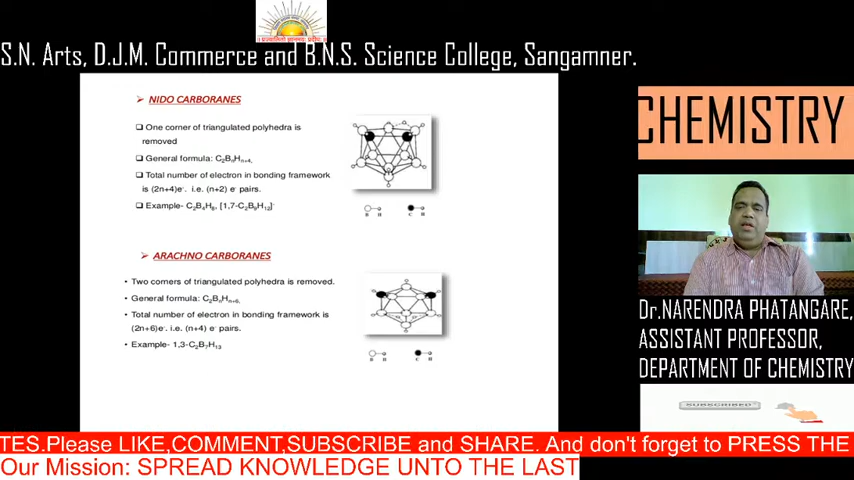 S.N. Arts, D.J.M. Commerce and B.N.S. Science College, Sangamner.
➢ NIDO CARBORANES
❑ One corner of triangulated polyhedra is
removed
❑ General formula: C₂BₙHₙ₊₄,
❑ Total number of electron in bonding framework
is (2n+4)e⁻. i.e. (n+2) e⁻ pairs.
❑ Example- C₂B₄H₈, [1,7-C₂B₉H₁₂]⁻
B H C H
➢ ARACHNO CARBORANES
• Two corners of triangulated polyhedra is removed.
• General formula: C₂BₙHₙ₊₆,
• Total number of electron in bonding framework is
(2n+6)e⁻. i.e. (n+4) e⁻ pairs.
• Example- 1,3-C₂B₇H₁₃
B H C H
CHEMISTRY
Dr.NARENDRA PHATANGARE,
ASSISTANT PROFESSOR,
DEPARTMENT OF CHEMISTRY
SUBSCRIBED
TES.Please LIKE,COMMENT,SUBSCRIBE and SHARE. And don't forget to PRESS THE
Our Mission: SPREAD KNOWLEDGE UNTO THE LAST